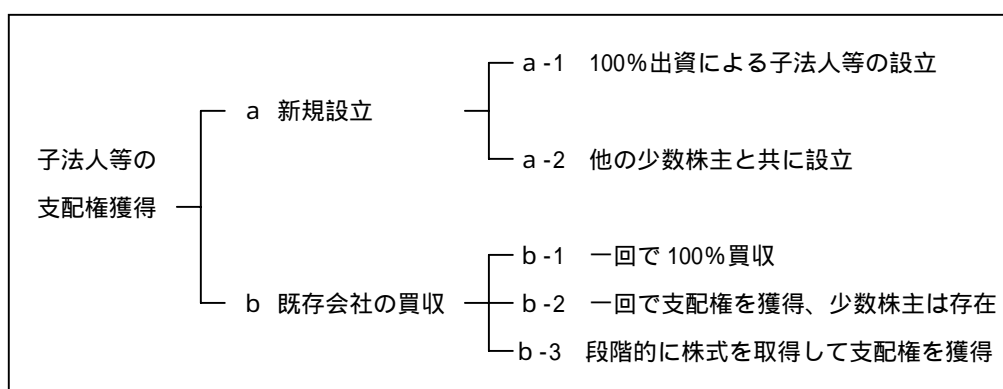 a-1 100%出資による子法人等の設立
a 新規設立
子法人等の
a-2 他の少数株主と共に設立
支配権獲得
b-1 一回で100%買収
b 既存会社の買収
b-2 一回で支配権を獲得、少数株主は存在
b-3 段階的に株式を取得して支配権を獲得